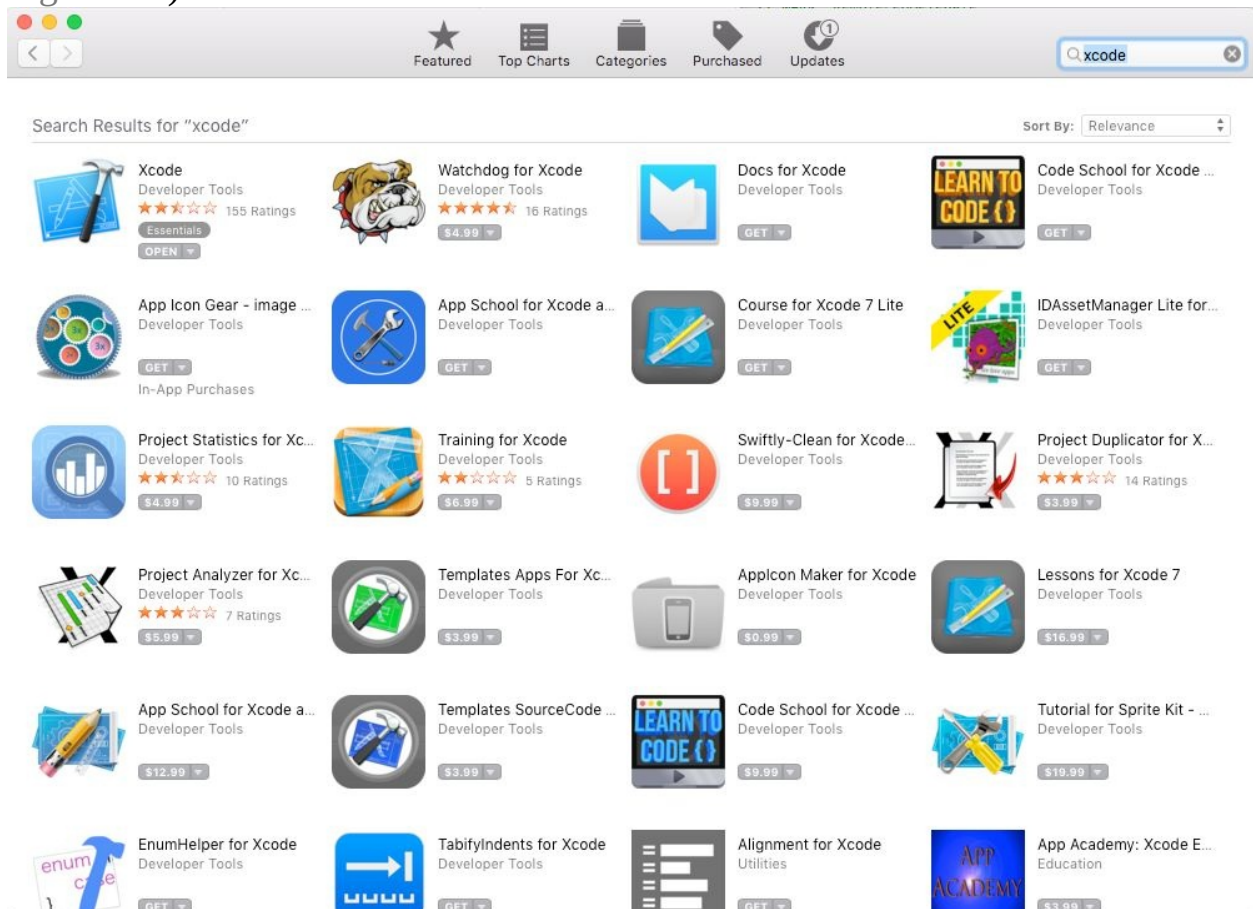 1
Featured Top Charts Categories Purchased Updates
xcode
Search Results for “xcode”
Sort By: Relevance
Xcode
Developer Tools
155 Ratings
Essentials
OPEN
Watchdog for Xcode
Developer Tools
16 Ratings
$4.99
Docs for Xcode
Developer Tools
GET
LEARN TO
CODE { }
Code School for Xcode ...
Developer Tools
GET
3x
2x
3x
App Icon Gear - image ...
Developer Tools
GET
In-App Purchases
App School for Xcode a...
Developer Tools
GET
Course for Xcode 7 Lite
Developer Tools
GET
LITE
IDAssetManager Lite for...
Developer Tools
GET
Project Statistics for Xc...
Developer Tools
10 Ratings
$4.99
Training for Xcode
Developer Tools
5 Ratings
$6.99
[ ]
Swiftly-Clean for Xcode...
Developer Tools
$9.99
Project Duplicator for X...
Developer Tools
14 Ratings
$3.99
Project Analyzer for Xc...
Developer Tools
7 Ratings
$5.99
Templates Apps For Xc...
Developer Tools
$3.99
AppIcon Maker for Xcode
Developer Tools
$0.99
Lessons for Xcode 7
Developer Tools
$16.99
App School for Xcode a...
Developer Tools
$12.99
Templates SourceCode ...
Developer Tools
$3.99
LEARN TO
CODE { }
Code School for Xcode ...
Developer Tools
$9.99
Tutorial for Sprite Kit - ...
Developer Tools
$19.99
enum
case
}
EnumHelper for Xcode
Developer Tools
GET
TabifyIndents for Xcode
Developer Tools
GET
Alignment for Xcode
Utilities
GET
APP
ACADEMY
App Academy: Xcode E...
Education
$3.99